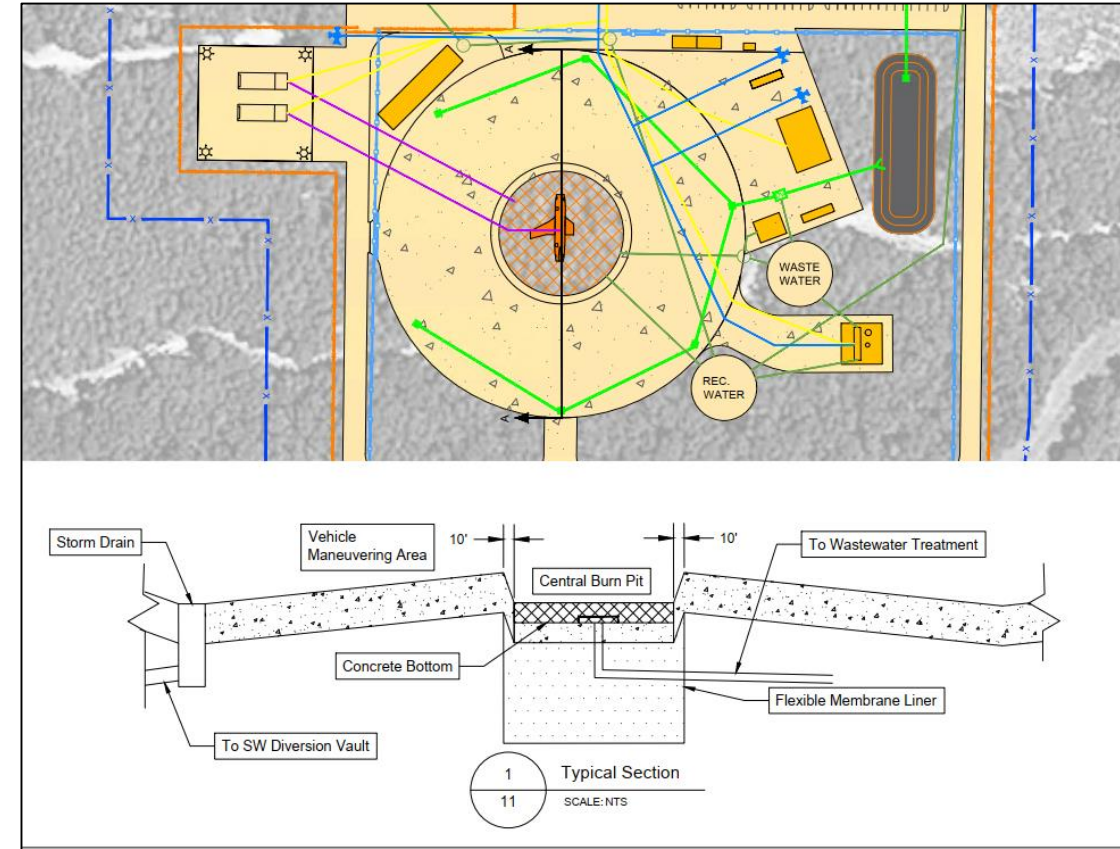 A
WASTE
WATER
REC.
WATER
A
Storm Drain
Vehicle
Maneuvering Area
10'
10'
To Wastewater Treatment
Central Burn Pit
Concrete Bottom
Flexible Membrane Liner
To SW Diversion Vault
1
Typical Section
11
SCALE: NTS